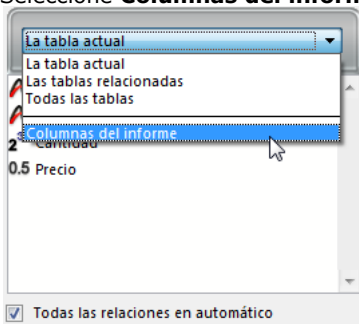 Seleccione Columnas del inform
La tabla actual
La tabla actual
Las tablas relacionadas
Todas las tablas
Columnas del informe
Cantidad
0.5 Precio
Todas las relaciones en automático